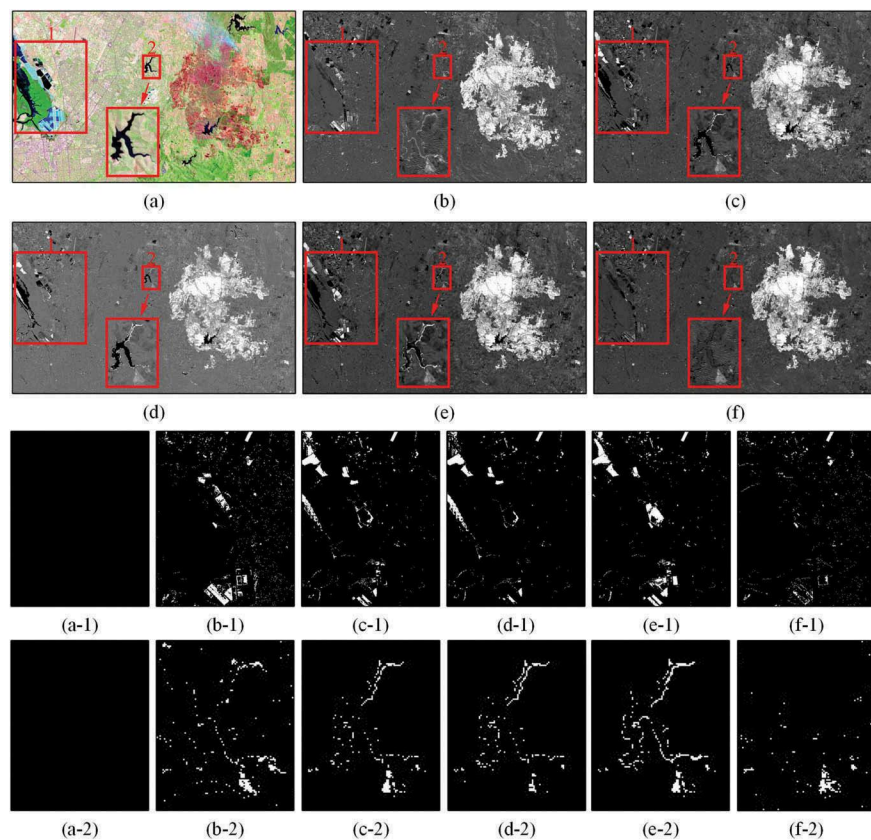 1
2
1
2
1
2
(a)
(b)
(c)
1
2
1
2
1
2
(d)
(e)
(f)
(a-1)
(b-1)
(c-1)
(d-1)
(e-1)
(f-1)
(a-2)
(b-2)
(c-2)
(d-2)
(e-2)
(f-2)